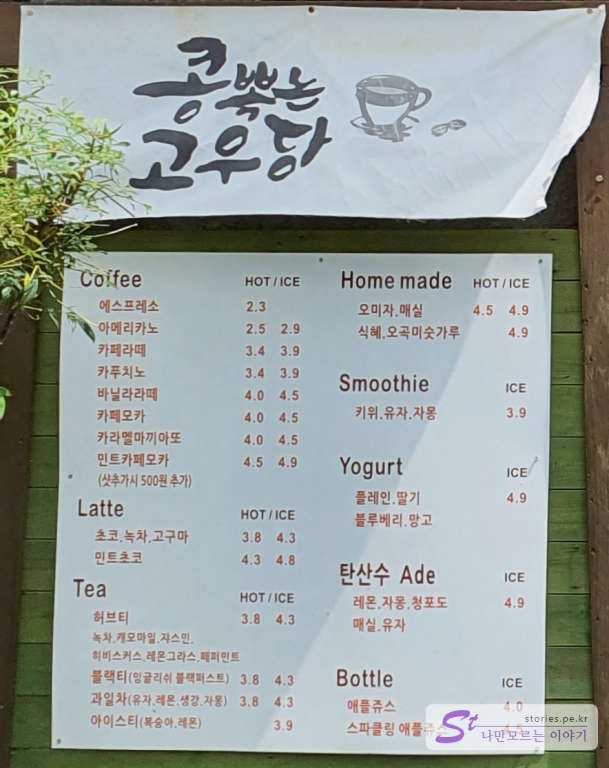 콩볶는
고우당
Coffee HOT / ICE
에스프레소 2.3
아메리카노 2.5 2.9
카페라떼 3.4 3.9
카푸치노 3.4 3.9
바닐라라떼 4.0 4.5
카페모카 4.0 4.5
카라멜마끼아또 4.0 4.5
민트카페모카 4.5 4.9
(샷추가시 500원 추가)
Latte HOT / ICE
초코.녹차.고구마 3.8 4.3
민트초코 4.3 4.8
Tea HOT / ICE
허브티 3.8 4.3
녹차.캐모마일.쟈스민.
히비스커스.레몬그라스.페퍼민트
블랙티(잉글리쉬 블랙퍼스트) 3.8 4.3
과일차(유자.레몬.생강.자몽) 3.8 4.3
아이스티(복숭아.레몬) 3.9
Home made HOT / ICE
오미자.매실 4.5 4.9
식혜.오곡미숫가루 4.9
Smoothie ICE
키위.유자.자몽 3.9
Yogurt ICE
플레인.딸기 4.9
블루베리.망고
탄산수 Ade ICE
레몬.자몽.청포도 4.9
매실.유자
Bottle ICE
애플쥬스 4.0
스파클링 애플쥬스 4.5
St stories.pe.kr
나만모르는 이야기